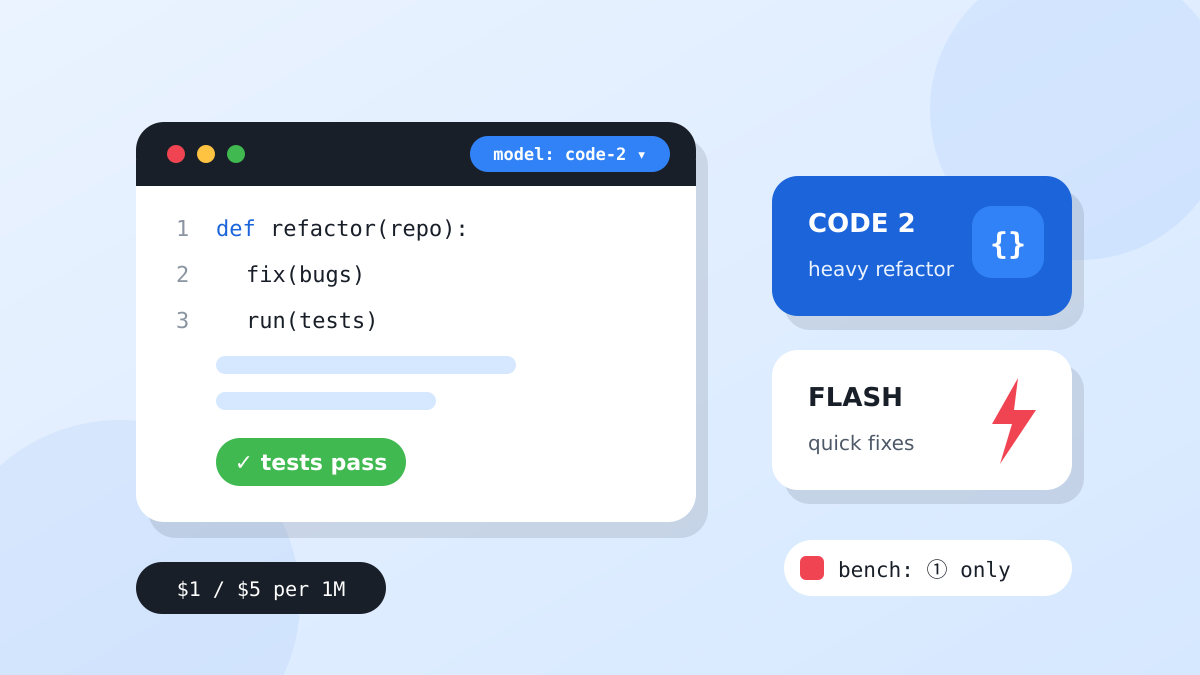 model: code-2 ▾
1 def refactor(repo):
2 fix(bugs)
3 run(tests)
✓ tests pass
$1 / $5 per 1M
CODE 2
heavy refactor
{}
FLASH
quick fixes
bench: ① only